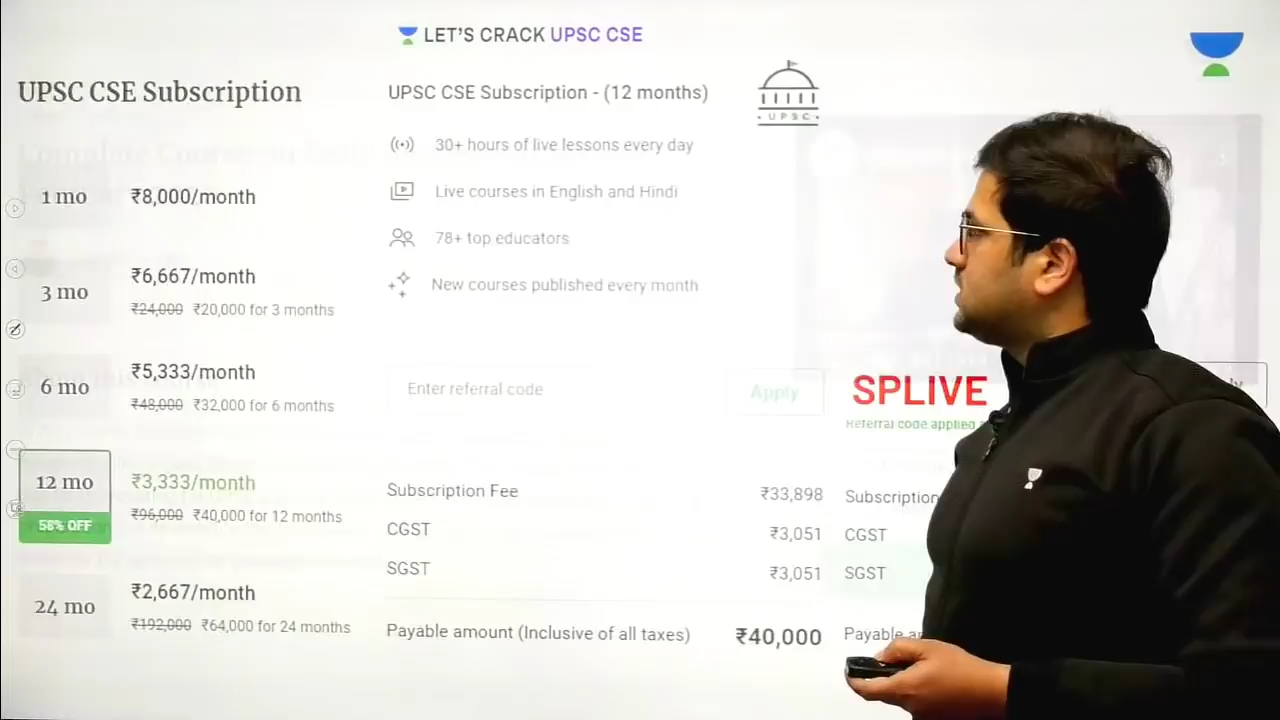 LET'S CRACK UPSC CSE
UPSC CSE Subscription
1 mo
₹8,000/month
3 mo
₹6,667/month
₹24,000 ₹20,000 for 3 months
6 mo
₹5,333/month
₹48,000 ₹32,000 for 6 months
12 mo
58% OFF
₹3,333/month
₹96,000 ₹40,000 for 12 months
24 mo
₹2,667/month
₹192,000 ₹64,000 for 24 months
UPSC CSE Subscription - (12 months)
UPSC
30+ hours of live lessons every day
Live courses in English and Hindi
78+ top educators
New courses published every month
Enter referral code
Apply
Subscription Fee ₹33,898
CGST ₹3,051
SGST ₹3,051
Payable amount (Inclusive of all taxes) ₹40,000
SPLIVE
Referral code applied
Subscription
CGST
SGST
Payable